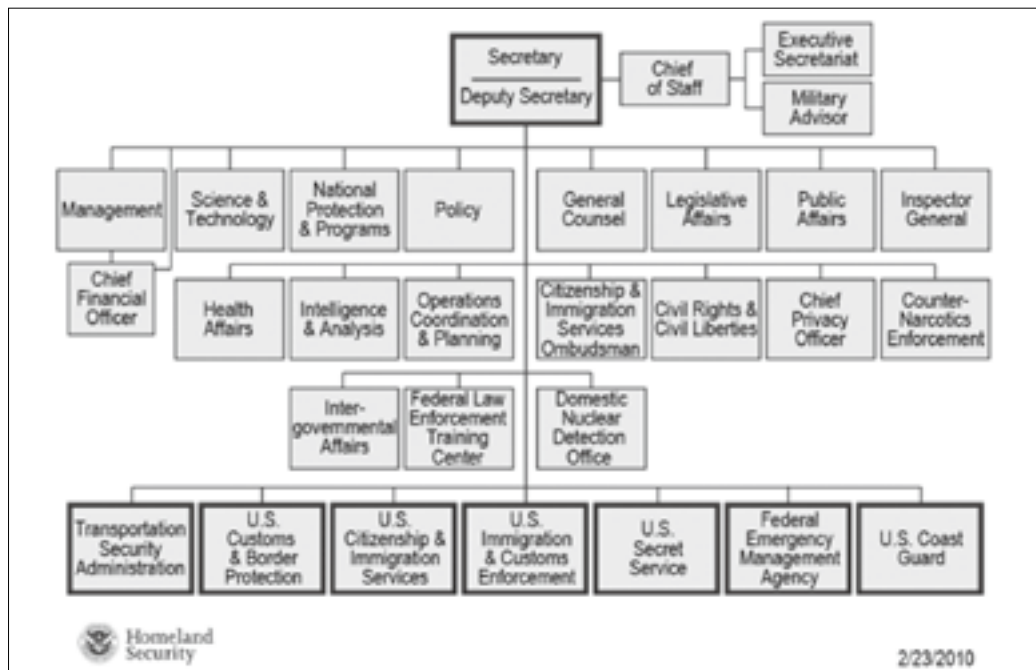 Secretary
Deputy Secretary
Chief
of Staff
Executive
Secretariat
Military
Advisor
Management
Science &
Technology
National
Protection
& Programs
Policy
General
Counsel
Legislative
Affairs
Public
Affairs
Inspector
General
Chief
Financial
Officer
Health
Affairs
Intelligence
& Analysis
Operations
Coordination
& Planning
Citizenship &
Immigration
Services
Ombudsman
Civil Rights &
Civil Liberties
Chief
Privacy
Officer
Counter-
Narcotics
Enforcement
Inter-
governmental
Affairs
Federal Law
Enforcement
Training
Center
Domestic
Nuclear
Detection
Office
Transportation
Security
Administration
U.S.
Customs
& Border
Protection
U.S.
Citizenship &
Immigration
Services
U.S.
Immigration
& Customs
Enforcement
U.S.
Secret
Service
Federal
Emergency
Management
Agency
U.S. Coast
Guard
Homeland
Security
2/23/2010